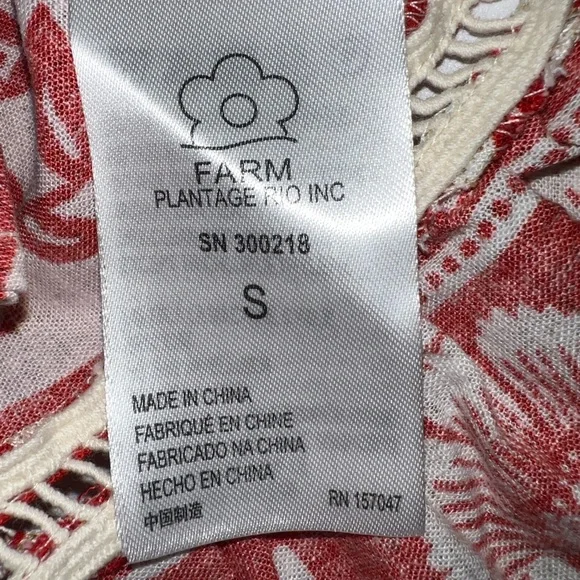 FARM
PLANTAGE RIO INC
SN 300218
S
MADE IN CHINA
FABRIQUÉ EN CHINE
FABRICADO NA CHINA
HECHO EN CHINA
中国制造
RN 157047